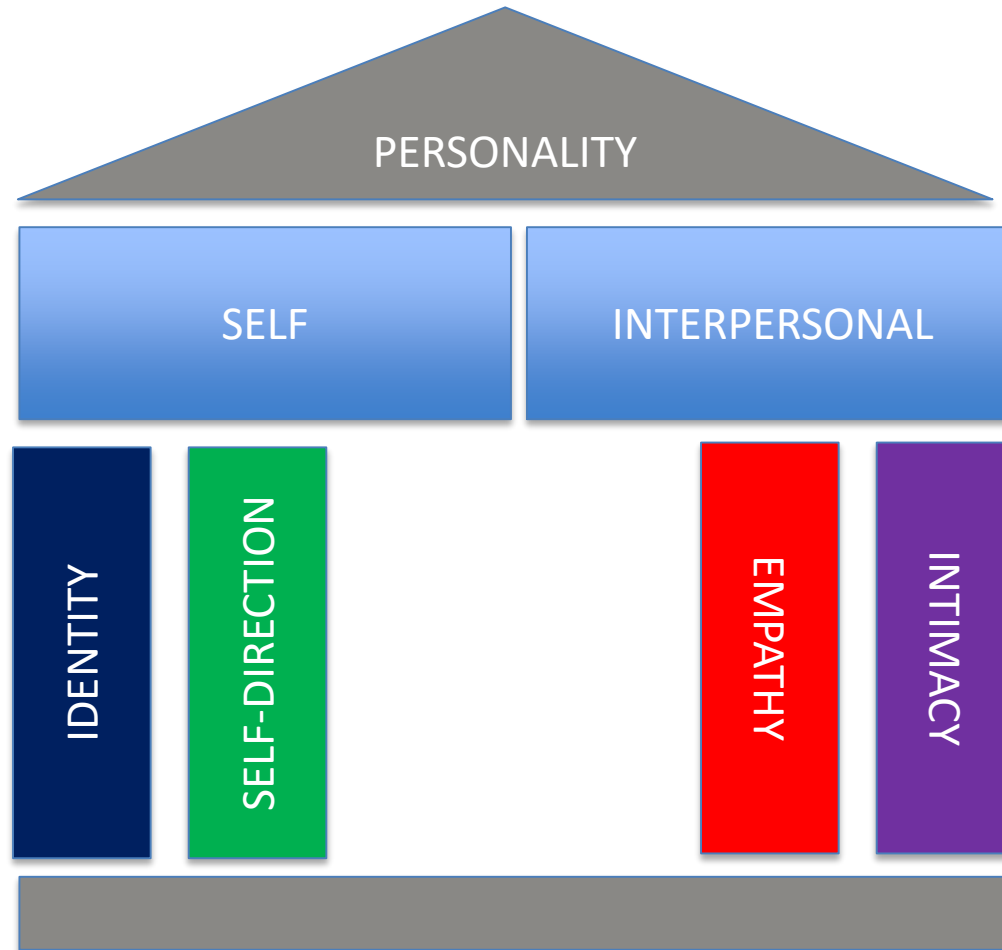 PERSONALITY
SELF
INTERPERSONAL
IDENTITY
SELF-DIRECTION
EMPATHY
INTIMACY